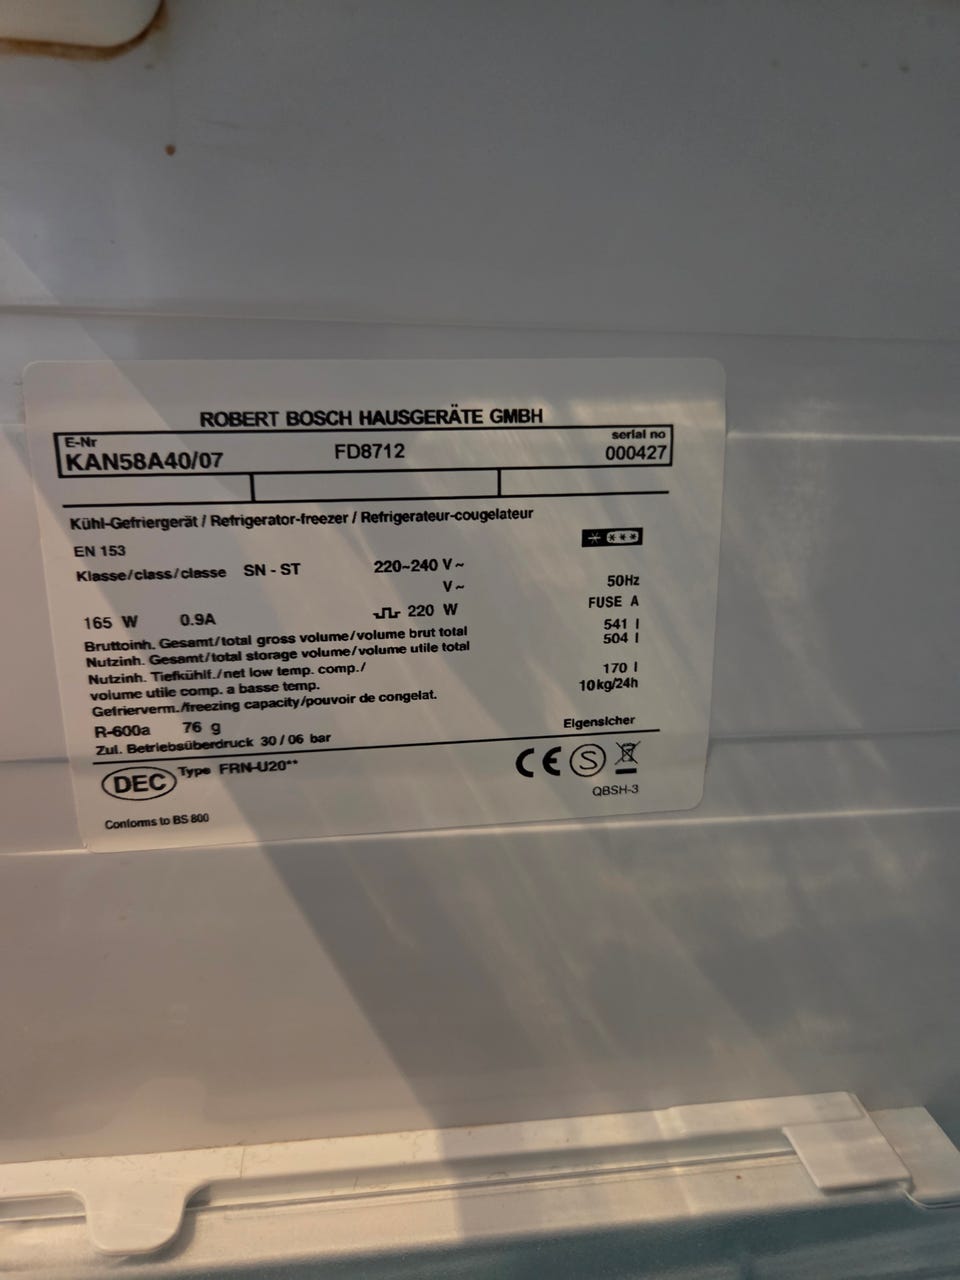 ROBERT BOSCH HAUSGERÄTE GMBH
E-Nr serial no
KAN58A40/07 FD8712 000427
Kühl-Gefriergerät / Refrigerator-freezer / Refrigerateur-cougelateur
EN 153
Klasse/class/classe SN - ST 220~240 V~
V~ 50Hz
165 W 0.9A 220 W FUSE A
Bruttoinh. Gesamt/total gross volume/volume brut total 541 l
Nutzinh. Gesamt/total storage volume/volume utile total 504 l
Nutzinh. Tiefkühlf./net low temp. comp./
volume utile comp. a basse temp. 170 l
Gefrierverm./freezing capacity/pouvoir de congelat. 10kg/24h
R-600a 76 g
Zul. Betriebsüberdruck 30/06 bar Eigensicher
DEC Type FRN-U20** CE S
QBSH-3
Conforms to BS 800